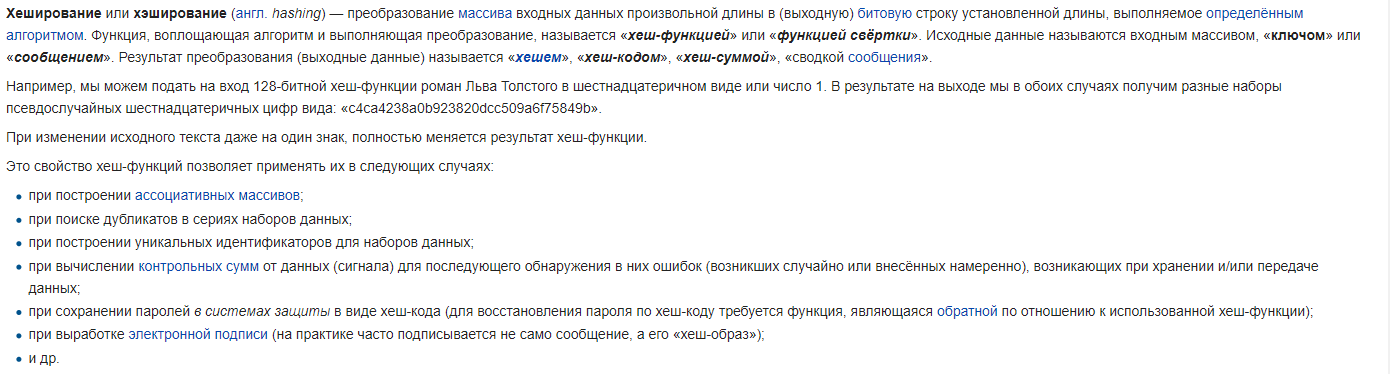 Хеширование или хэширование (англ. hashing) — преобразование массива входных данных произвольной длины в (выходную) битовую строку установленной длины, выполняемое определённым
алгоритмом. Функция, воплощающая алгоритм и выполняющая преобразование, называется «хеш-функцией» или «функцией свёртки». Исходные данные называются входным массивом, «ключом» или
«сообщением». Результат преобразования (выходные данные) называется «хешем», «хеш-кодом», «хеш-суммой», «сводкой сообщения».
Например, мы можем подать на вход 128-битной хеш-функции роман Льва Толстого в шестнадцатеричном виде или число 1. В результате на выходе мы в обоих случаях получим разные наборы
псевдослучайных шестнадцатеричных цифр вида: «c4ca4238a0b923820dcc509a6f75849b».
При изменении исходного текста даже на один знак, полностью меняется результат хеш-функции.
Это свойство хеш-функций позволяет применять их в следующих случаях:
• при построении ассоциативных массивов;
• при поиске дубликатов в сериях наборов данных;
• при построении уникальных идентификаторов для наборов данных;
• при вычислении контрольных сумм от данных (сигнала) для последующего обнаружения в них ошибок (возникших случайно или внесённых намеренно), возникающих при хранении и/или передаче
данных;
• при сохранении паролей в системах защиты в виде хеш-кода (для восстановления пароля по хеш-коду требуется функция, являющаяся обратной по отношению к использованной хеш-функции);
• при выработке электронной подписи (на практике часто подписывается не само сообщение, а его «хеш-образ»);
• и др.